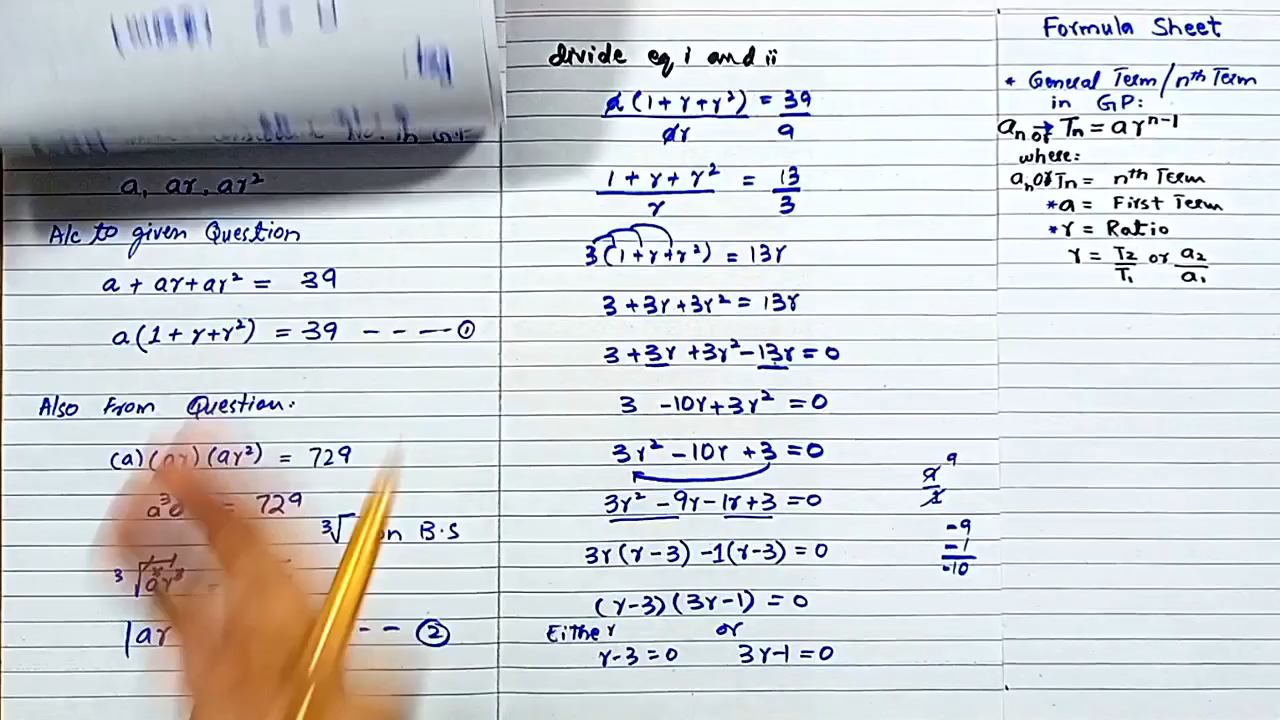 a, ar, ar²
A/c to given Question
a + ar + ar² = 39
a(1 + r + r²) = 39 - - - - ①
Also From Question:
(a)(ar)(ar²) = 729
= 729
³√ on B.S
ar - - ②
divide eq i and ii
a(1 + r + r²) / ar = 39 / 9
1 + r + r² / r = 13 / 3
3(1 + r + r²) = 13r
3 + 3r + 3r² = 13r
3 + 3r + 3r² - 13r = 0
3 - 10r + 3r² = 0
3r² - 10r + 3 = 0
3r² - 9r - 1r + 3 = 0
3r(r - 3) - 1(r - 3) = 0
(r - 3)(3r - 1) = 0
Either or
r - 3 = 0 3r - 1 = 0
9
-9
-1
-10
Formula Sheet
* General Term / nth Term
in GP:
an or Tn = ar^n-1
where:
an or Tn = nth Term
* a = First Term
* r = Ratio
r = T2 / T1 or a2 / a1